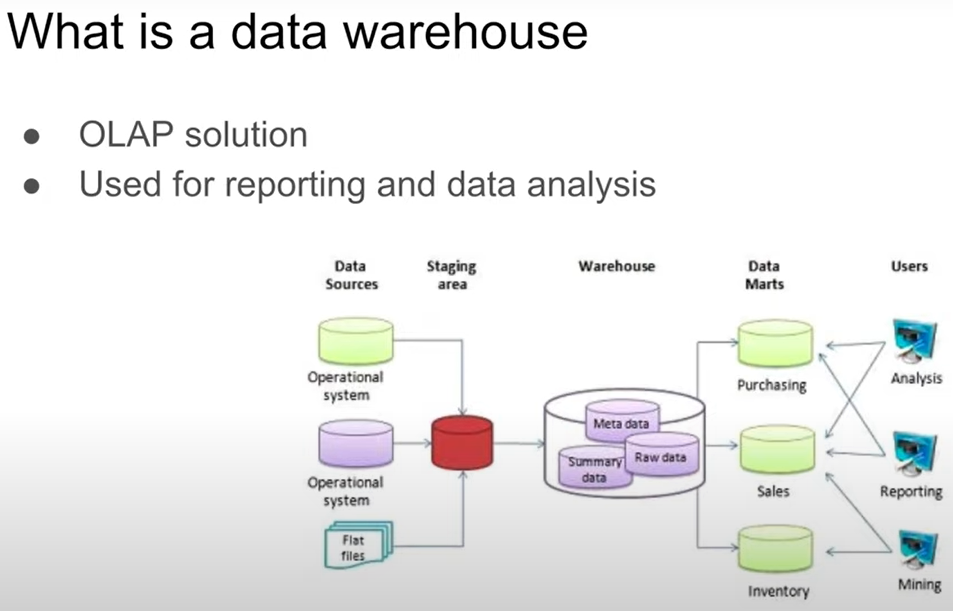 What is a data warehouse
● OLAP solution
● Used for reporting and data analysis
Data
Sources
Staging
area
Warehouse
Data
Marts
Users
Operational
system
Operational
system
Flat
files
Meta data
Summary
data
Raw data
Purchasing
Sales
Inventory
Analysis
Reporting
Mining